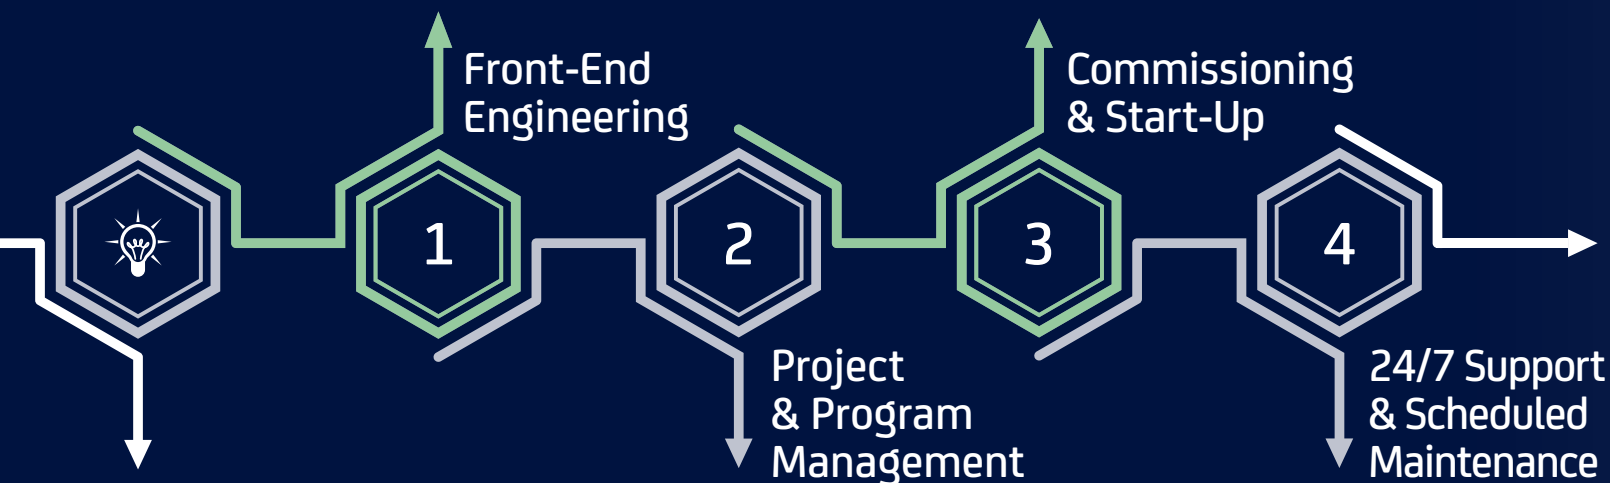 1
Front-End
Engineering
2
Project
& Program
Management
3
Commissioning
& Start-Up
4
24/7 Support
& Scheduled
Maintenance